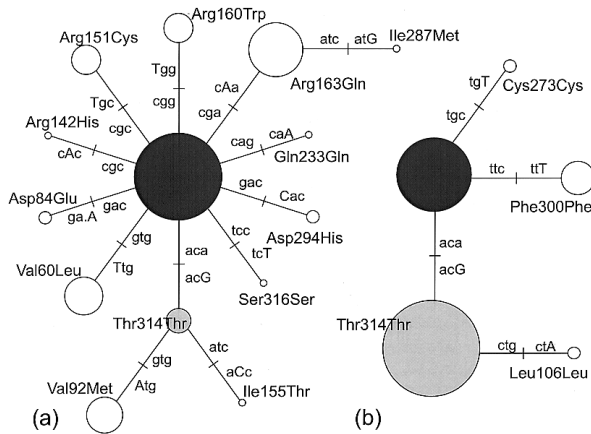 Arg160Trp
Arg151Cys
atc atG Ile287Met
Arg163Gln
Tgg
cgg
cAa
cga
Tgc
cgc
Arg142His
cAc
cgc
cag caA
Gln233Gln
Asp84Glu
ga.A gac
gac Cac
Asp294His
gtg
Ttg
Val60Leu
tcc
tcT
Ser316Ser
aca
acG
Thr314Thr
gtg
Atg
Val92Met
atc
aCc
Ile155Thr
(a)
tgT
tgc
Cys273Cys
ttc ttT
Phe300Phe
aca
acG
Thr314Thr
ctg ctA
Leu106Leu
(b)